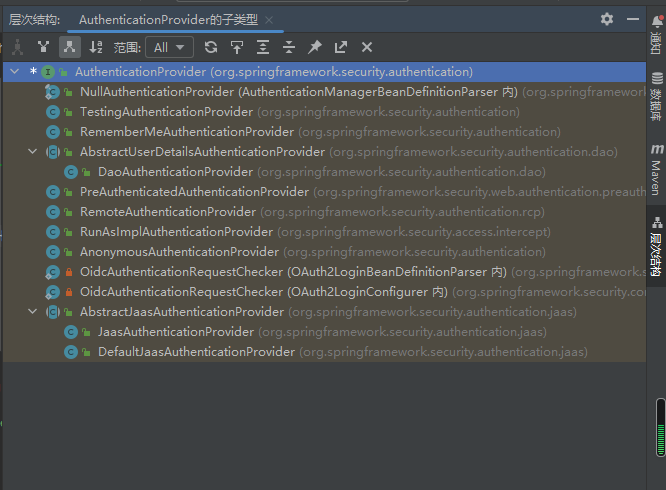 层次结构: AuthenticationProvider的子类型
范围: All
* AuthenticationProvider (org.springframework.security.authentication)
NullAuthenticationProvider (AuthenticationManagerBeanDefinitionParser 内) (org.springframework.s
TestingAuthenticationProvider (org.springframework.security.authentication)
RememberMeAuthenticationProvider (org.springframework.security.authentication)
AbstractUserDetailsAuthenticationProvider (org.springframework.security.authentication.dao)
DaoAuthenticationProvider (org.springframework.security.authentication.dao)
PreAuthenticatedAuthenticationProvider (org.springframework.security.web.authentication.preauth
RemoteAuthenticationProvider (org.springframework.security.authentication.rcp)
RunAsImplAuthenticationProvider (org.springframework.security.access.intercept)
AnonymousAuthenticationProvider (org.springframework.security.authentication)
OidcAuthenticationRequestChecker (OAuth2LoginBeanDefinitionParser 内) (org.springframework.s
OidcAuthenticationRequestChecker (OAuth2LoginConfigurer 内) (org.springframework.security.co
AbstractJaasAuthenticationProvider (org.springframework.security.authentication.jaas)
JaasAuthenticationProvider (org.springframework.security.authentication.jaas)
DefaultJaasAuthenticationProvider (org.springframework.security.authentication.jaas)
通知
数据库
Maven
层次结构